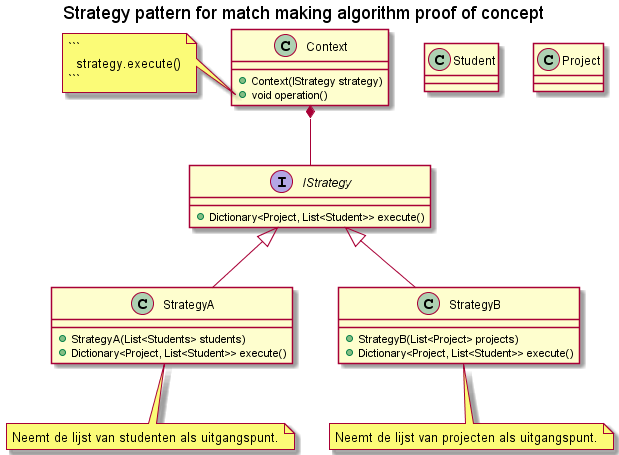 Strategy pattern for match making algorithm proof of concept
```
strategy.execute()
```
C Context
Context(IStrategy strategy)
void operation()
C Student
C Project
I IStrategy
Dictionary<Project, List<Student>> execute()
C StrategyA
StrategyA(List<Students> students)
Dictionary<Project, List<Student>> execute()
C StrategyB
StrategyB(List<Project> projects)
Dictionary<Project, List<Student>> execute()
Neemt de lijst van studenten als uitgangspunt.
Neemt de lijst van projecten als uitgangspunt.